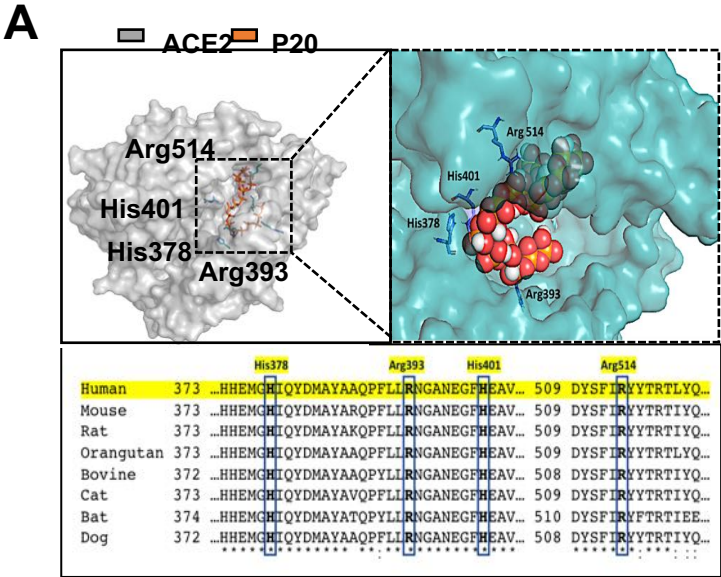 A
ACE2 P20
Arg514
His401
His378
Arg393
Arg 514
His401
His378
Arg393
His378 Arg393 His401 Arg514
Human 373 ...HHEMGHIQYDMAYAAQPFLLRNGANEGFHEAV... 509 DYSFIRYYTRTLYQ...
Mouse 373 ...HHEMGHIQYDMAYARQPFLLRNGANEGFHEAV... 509 DYSFIRYYTRTIYQ...
Rat 373 ...HHEMGHIQYDMAYAKQPFLLRNGANEGFHEAV... 509 DYSFIRYYTRTIYQ...
Orangutan 373 ...HHEMGHIQYDMAYAAQPFLLRNGANEGFHEAV... 509 DYSFIRYYTRTLYQ...
Bovine 372 ...HHEMGHIQYDMAYAAQPYLLRNGANEGFHEAV... 508 DYSFIRYYTRTIYQ...
Cat 373 ...HHEMGHIQYDMAYAVQPFLLRNGANEGFHEAV... 509 DYSFIRYYTRTIYQ...
Bat 374 ...HHEMGHIQYDMAYATQPYLLRNGANEGFHEAV... 510 DYSFIRYFTRTIEE...
Dog 372 ...HHEMGHIQYDMAYAAQPFLLRNGANEGFHEAV... 508 DYSFIRYYTRTIYQ...
************** **:*************** *******:***: ::